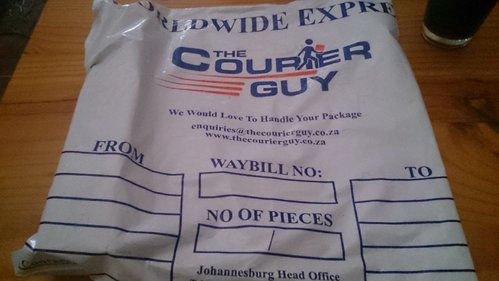 WORLDWIDE EXPRE
THE
COURIER
GUY
We Would Love To Handle Your Package
enquiries@thecourierguy.co.za
www.thecourierguy.co.za
FROM
WAYBILL NO:
TO
NO OF PIECES
/
Johannesburg Head Office